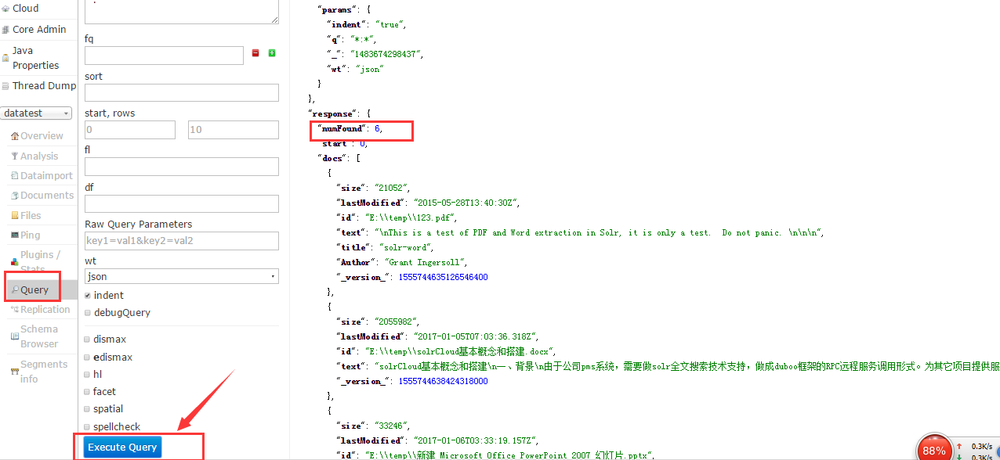 Cloud
Core Admin
Java
Properties
Thread Dump
datatest
Overview
Analysis
Dataimport
Documents
Files
Ping
Plugins /
Stats
Query
Replication
Schema
Browser
Segments
info
fq
sort
start, rows
0
10
fl
df
Raw Query Parameters
key1=val1&key2=val2
wt
json
indent
debugQuery
dismax
edismax
hl
facet
spatial
spellcheck
Execute Query
"params": {
"indent": "true",
"q": "*:*",
"_": "1483674298437",
"wt": "json"
}
},
"response": {
"numFound": 6,
"start": 0,
"docs": [
{
"size": "21052",
"lastModified": "2015-05-28T13:40:30Z",
"id": "E:\\temp\\123.pdf",
"text": "\nThis is a test of PDF and Word extraction in Solr, it is only a test.  Do not panic. \n\n\n",
"title": "solr-word",
"Author": "Grant Ingersoll",
"_version_": 1555744635126546400
},
{
"size": "2055982",
"lastModified": "2017-01-05T07:03:36.318Z",
"id": "E:\\temp\\solrCloud基本概念和搭建.docx",
"text": "solrCloud基本概念和搭建\n一、背景\n由于公司pms系统，需要做solr全文搜索技术支持，做成duboo框架的RPC远程服务调用形式。为其它项目提供服
"_version_": 1555744638424318000
},
{
"size": "33246",
"lastModified": "2017-01-06T03:33:19.157Z",
"id": "E:\\temp\\新建 Microsoft Office PowerPoint 2007 幻灯片.pptx",
88%
0.3K/s
0.3K/s